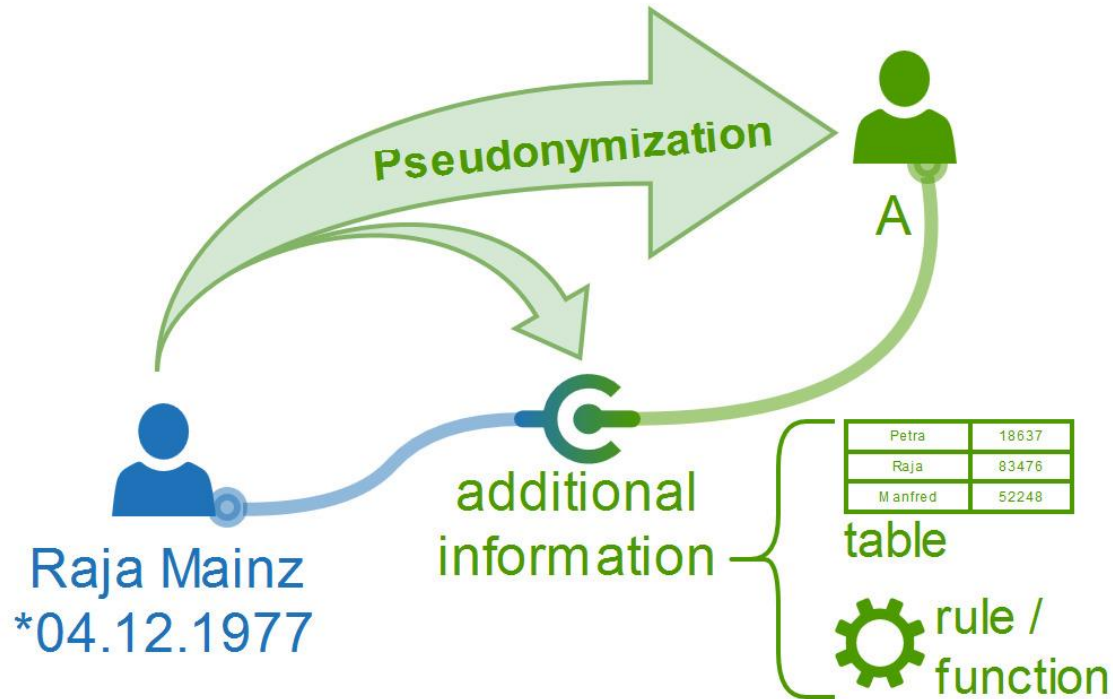 Pseudonymization
A
Raja Mainz
*04.12.1977
additional
information
Petra 18637
Raja 83476
Manfred 52248
table
rule /
function